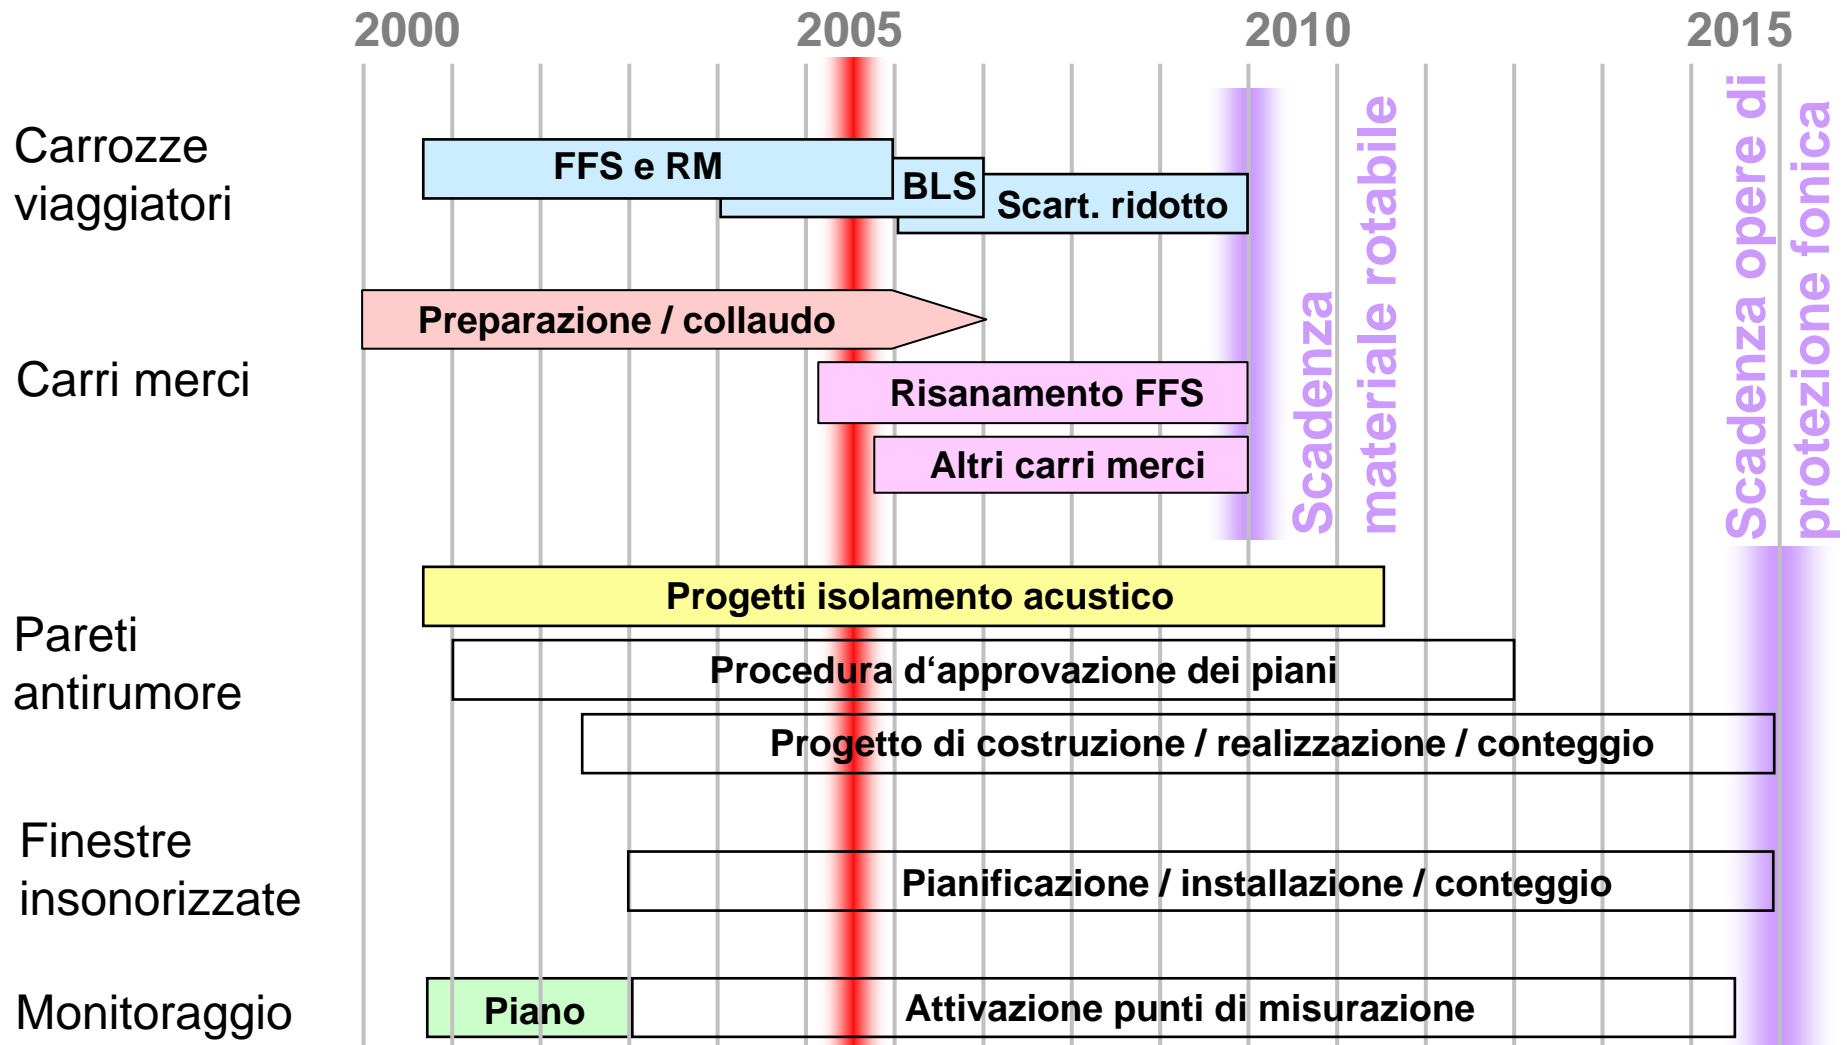 2000 2005 2010 2015
Carrozze
viaggiatori
FFS e RM
BLS
Scart. ridotto
Preparazione / collaudo
Carri merci
Risanamento FFS
Altri carri merci
Scadenza
materiale rotabile
Scadenza opere di
protezione fonica
Pareti
antirumore
Progetti isolamento acustico
Procedura d‘approvazione dei piani
Progetto di costruzione / realizzazione / conteggio
Finestre
insonorizzate
Pianificazione / installazione / conteggio
Monitoraggio
Piano
Attivazione punti di misurazione